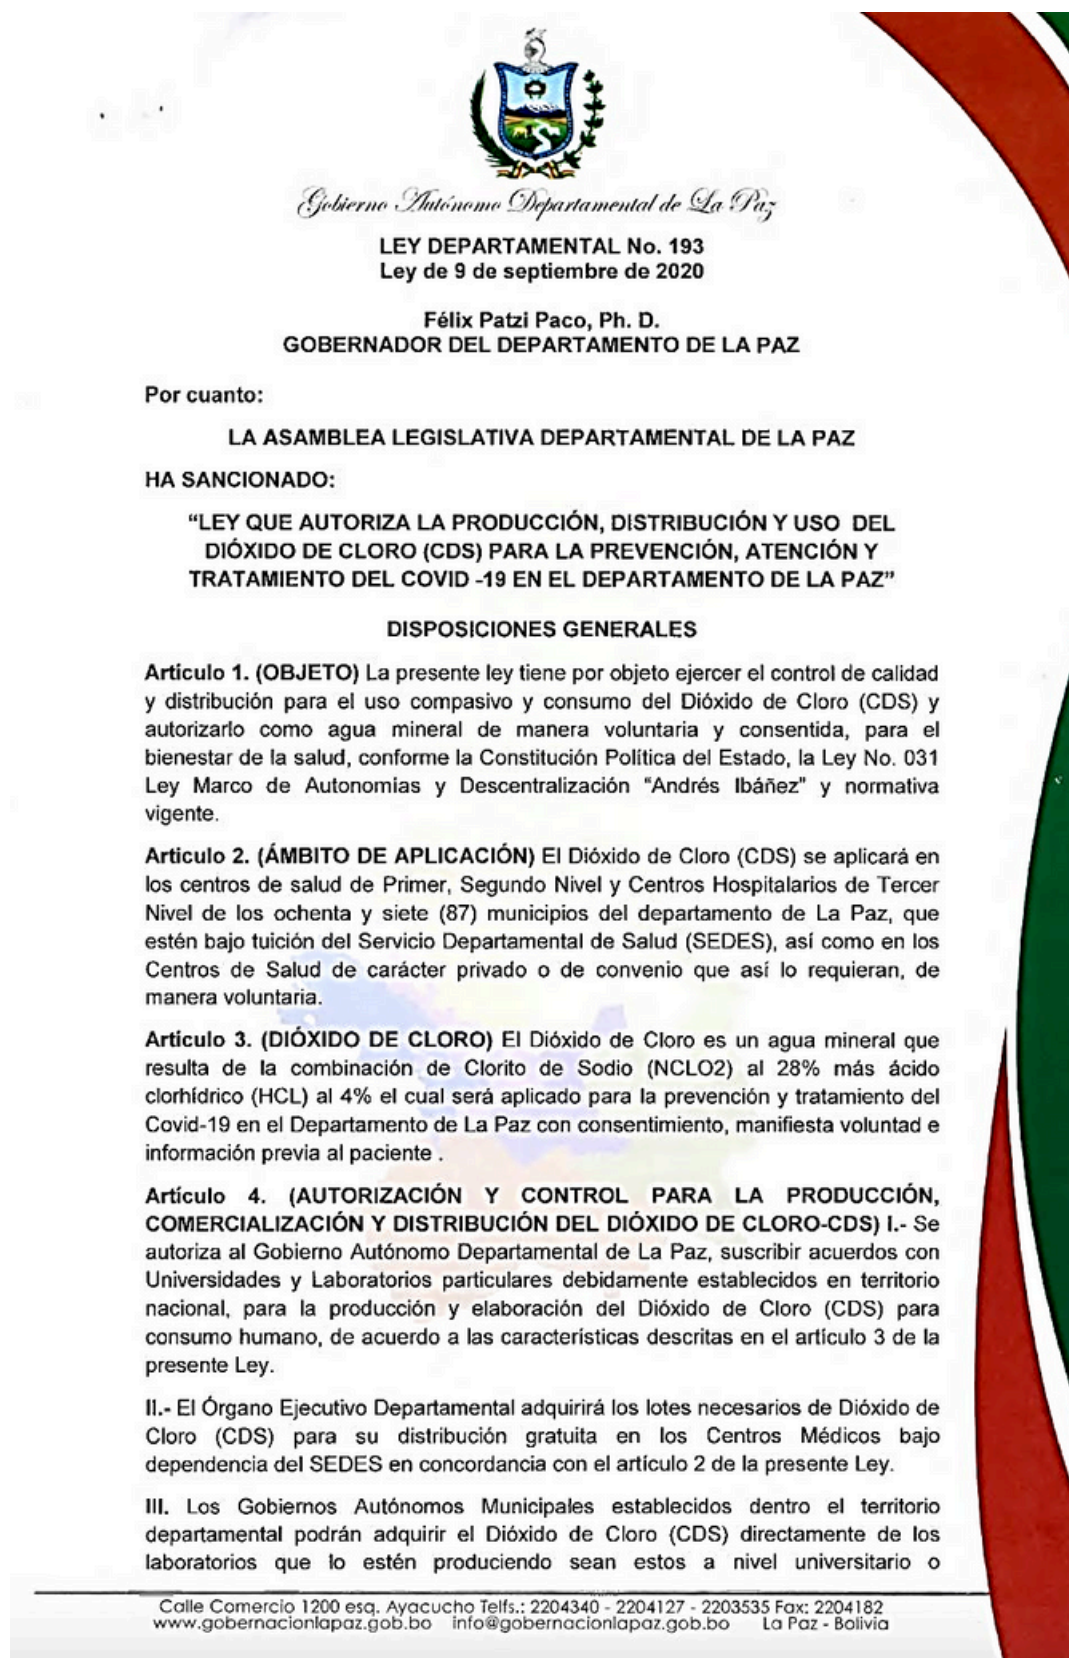 Gobierno Autónomo Departamental de La Paz
LEY DEPARTAMENTAL No. 193
Ley de 9 de septiembre de 2020
Félix Patzi Paco, Ph. D.
GOBERNADOR DEL DEPARTAMENTO DE LA PAZ
Por cuanto:
LA ASAMBLEA LEGISLATIVA DEPARTAMENTAL DE LA PAZ
HA SANCIONADO:
“LEY QUE AUTORIZA LA PRODUCCIÓN, DISTRIBUCIÓN Y USO DEL
DIÓXIDO DE CLORO (CDS) PARA LA PREVENCIÓN, ATENCIÓN Y
TRATAMIENTO DEL COVID -19 EN EL DEPARTAMENTO DE LA PAZ”
DISPOSICIONES GENERALES
Artículo 1. (OBJETO) La presente ley tiene por objeto ejercer el control de calidad
y distribución para el uso compasivo y consumo del Dióxido de Cloro (CDS) y
autorizarlo como agua mineral de manera voluntaria y consentida, para el
bienestar de la salud, conforme la Constitución Política del Estado, la Ley No. 031
Ley Marco de Autonomías y Descentralización "Andrés Ibáñez" y normativa
vigente.
Artículo 2. (ÁMBITO DE APLICACIÓN) El Dióxido de Cloro (CDS) se aplicará en
los centros de salud de Primer, Segundo Nivel y Centros Hospitalarios de Tercer
Nivel de los ochenta y siete (87) municipios del departamento de La Paz, que
estén bajo tuición del Servicio Departamental de Salud (SEDES), así como en los
Centros de Salud de carácter privado o de convenio que así lo requieran, de
manera voluntaria.
Artículo 3. (DIÓXIDO DE CLORO) El Dióxido de Cloro es un agua mineral que
resulta de la combinación de Clorito de Sodio (NCLO2) al 28% más ácido
clorhídrico (HCL) al 4% el cual será aplicado para la prevención y tratamiento del
Covid-19 en el Departamento de La Paz con consentimiento, manifiesta voluntad e
información previa al paciente .
Artículo 4. (AUTORIZACIÓN Y CONTROL PARA LA PRODUCCIÓN,
COMERCIALIZACIÓN Y DISTRIBUCIÓN DEL DIÓXIDO DE CLORO-CDS) I.- Se
autoriza al Gobierno Autónomo Departamental de La Paz, suscribir acuerdos con
Universidades y Laboratorios particulares debidamente establecidos en territorio
nacional, para la producción y elaboración del Dióxido de Cloro (CDS) para
consumo humano, de acuerdo a las características descritas en el artículo 3 de la
presente Ley.
II.- El Órgano Ejecutivo Departamental adquirirá los lotes necesarios de Dióxido de
Cloro (CDS) para su distribución gratuita en los Centros Médicos bajo
dependencia del SEDES en concordancia con el artículo 2 de la presente Ley.
III. Los Gobiernos Autónomos Municipales establecidos dentro el territorio
departamental podrán adquirir el Dióxido de Cloro (CDS) directamente de los
laboratorios que lo estén produciendo sean estos a nivel universitario o
Calle Comercio 1200 esq. Ayacucho Telfs.: 2204340 - 2204127 - 2203535 Fax: 2204182
www.gobernacionlapaz.gob.bo info@gobernacionlapaz.gob.bo La Paz - Bolivia